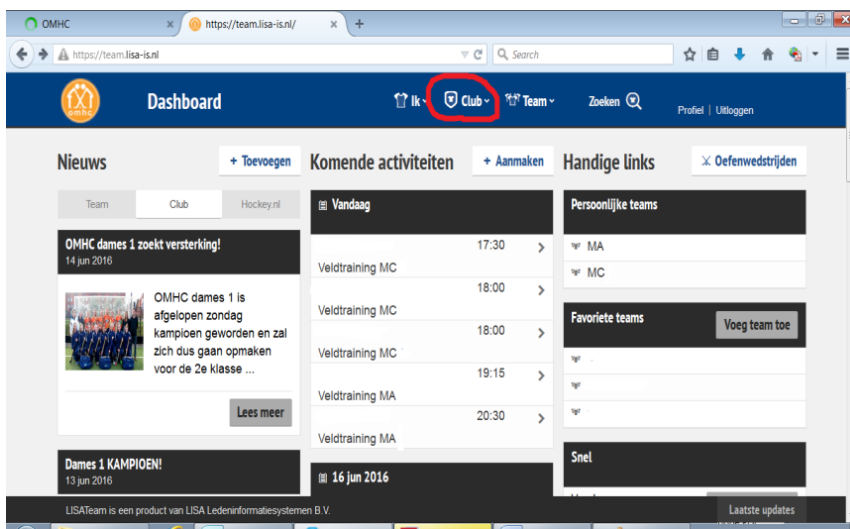 OMHC
https://team.lisa-is.nl/
https://team.lisa-is.nl
Search
omhc
Dashboard
Ik
Club
Team
Zoeken
Profiel | Uitloggen
Nieuws
+ Toevoegen
Team
Club
Hockey.nl
OMHC dames 1 zoekt versterking!
14 jun 2016
OMHC dames 1 is
afgelopen zondag
kampioen geworden en zal
zich dus gaan opmaken
voor de 2e klasse ...
Lees meer
Dames 1 KAMPIOEN!
13 jun 2016
Komende activiteiten
+ Aanmaken
Vandaag
17:30
Veldtraining MC
18:00
Veldtraining MC
18:00
Veldtraining MC
19:15
Veldtraining MA
20:30
Veldtraining MA
16 jun 2016
Handige links
Oefenwedstrijden
Persoonlijke teams
MA
MC
Favoriete teams
Voeg team toe
Snel
LISATeam is een product van LISA Ledeninformatiesystemen B.V.
Laatste updates